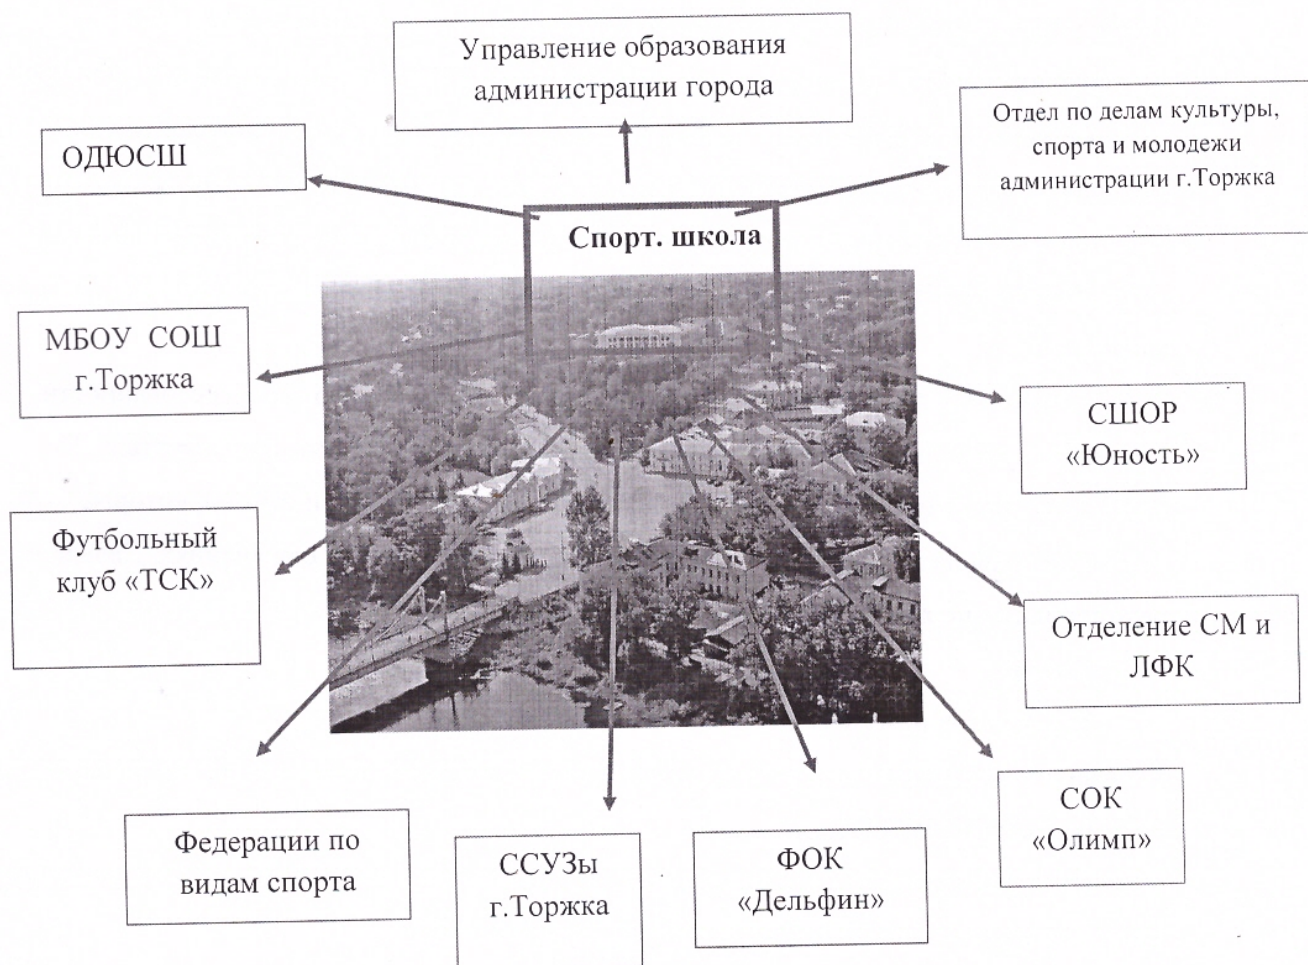 Управление образования
администрации города
Отдел по делам культуры,
спорта и молодежи
администрации г.Торжка
ОДЮСШ
Спорт. школа
МБОУ СОШ
г.Торжка
СШОР
«Юность»
Футбольный
клуб «ТСК»
Отделение СМ и
ЛФК
СОК
«Олимп»
Федерации по
видам спорта
ССУЗы
г.Торжка
ФОК
«Дельфин»